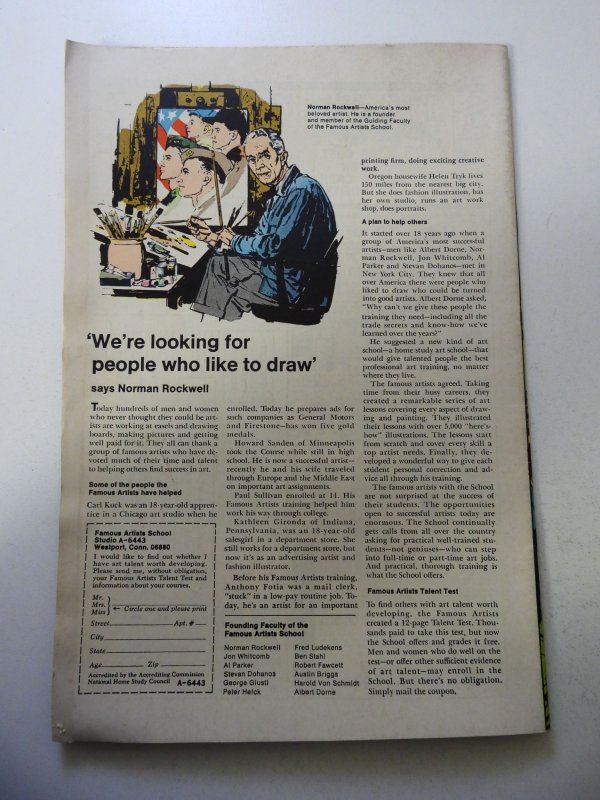 Norman Rockwell—America's most
beloved artist. He is a founder
and member of the Guiding Faculty
of the Famous Artists School.
'We're looking for
people who like to draw'
says Norman Rockwell
Today hundreds of men and women
who never thought they could be art-
ists are working at easels and drawing
boards, making pictures and getting
well paid for it. They all can thank a
group of famous artists who have de-
voted much of their time and talent
to helping others find success in art.
Some of the people the
Famous Artists have helped
Carl Kock was an 18-year-old appren-
tice in a Chicago art studio when he
enrolled. Today he prepares ads for
such companies as General Motors
and Firestone—has won five gold
medals.
Howard Sanden of Minneapolis
took the Course while still in high
school. He is now a successful artist—
recently he and his wife traveled
through Europe and the Middle East
on important art assignments.
Paul Sullivan enrolled at 14. His
Famous Artists training helped him
work his way through college.
Kathleen Gironda of Indiana,
Pennsylvania, was an 18-year-old
salesgirl in a department store. She
still works for a department store, but
now it's as an advertising artist and
fashion illustrator.
Before his Famous Artists training,
Anthony Fotia was a mail clerk,
"stuck" in a low-pay routine job. To-
day, he's an artist for an important
printing firm, doing exciting creative
work.
Oregon housewife Helen Tryk lives
150 miles from the nearest big city.
But she does fashion illustration, has
her own studio, runs an art work
shop, does portraits.
A plan to help others
It started over 18 years ago when a
group of America's most successful
artists—men like Albert Dorne, Nor-
man Rockwell, Jon Whitcomb, Al
Parker and Stevan Dohanos—met in
New York City. They knew that all
over America there were people who
liked to draw who could be turned
into good artists. Albert Dorne asked,
"Why can't we give these people the
training they need—including all the
trade secrets and know-how we've
learned over the years?"
He suggested a new kind of art
school—a home study art school—that
would give talented people the best
professional art training, no matter
where they live.
The famous artists agreed. Taking
time from their busy careers, they
created a remarkable series of art
lessons covering every aspect of draw-
ing and painting. They illustrated
their lessons with over 5,000 "here's-
how" illustrations. The lessons start
from scratch and cover every skill a
top artist needs. Finally, they de-
veloped a wonderful way to give each
student personal correction and ad-
vice all through his training.
The famous artists with the School
are not surprised at the success of
their students. The opportunities
open to successful artists today are
enormous. The School continually
gets calls from all over the country
asking for practical well-trained stu-
dents—not geniuses—who can step
into full-time or part-time art jobs.
And practical, thorough training is
what the School offers.
Famous Artists Talent Test
To find others with art talent worth
developing, the Famous Artists
created a 12-page Talent Test. Thou-
sands paid to take this test, but now
the School offers and grades it free.
Men and women who do well on the
test—or offer other sufficient evidence
of art talent—may enroll in the
School. But there's no obligation.
Simply mail the coupon.
Famous Artists School
Studio A-6443
Westport, Conn. 06880
I would like to find out whether I
have art talent worth developing.
Please send me, without obligation,
your Famous Artists Talent Test and
information about your courses.
Mr.
Mrs. ← Circle one and please print
Miss
Street Apt. #
City
State
Age Zip
Accredited by the Accrediting Commission
National Home Study Council A-6443
Founding Faculty of the
Famous Artists School
Norman Rockwell
Jon Whitcomb
Al Parker
Stevan Dohanos
George Giusti
Peter Helck
Fred Ludekens
Ben Stahl
Robert Fawcett
Austin Briggs
Harold Von Schmidt
Albert Dorne